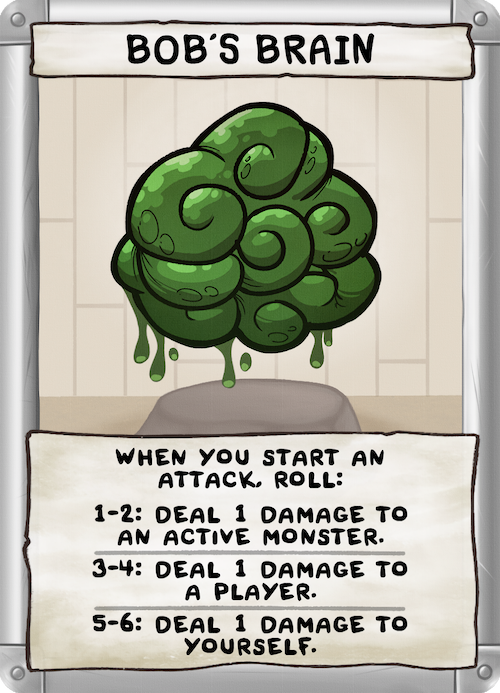 BOB'S BRAIN
WHEN YOU START AN
ATTACK, ROLL:
1-2: DEAL 1 DAMAGE TO
AN ACTIVE MONSTER.
3-4: DEAL 1 DAMAGE TO
A PLAYER.
5-6: DEAL 1 DAMAGE TO
YOURSELF.